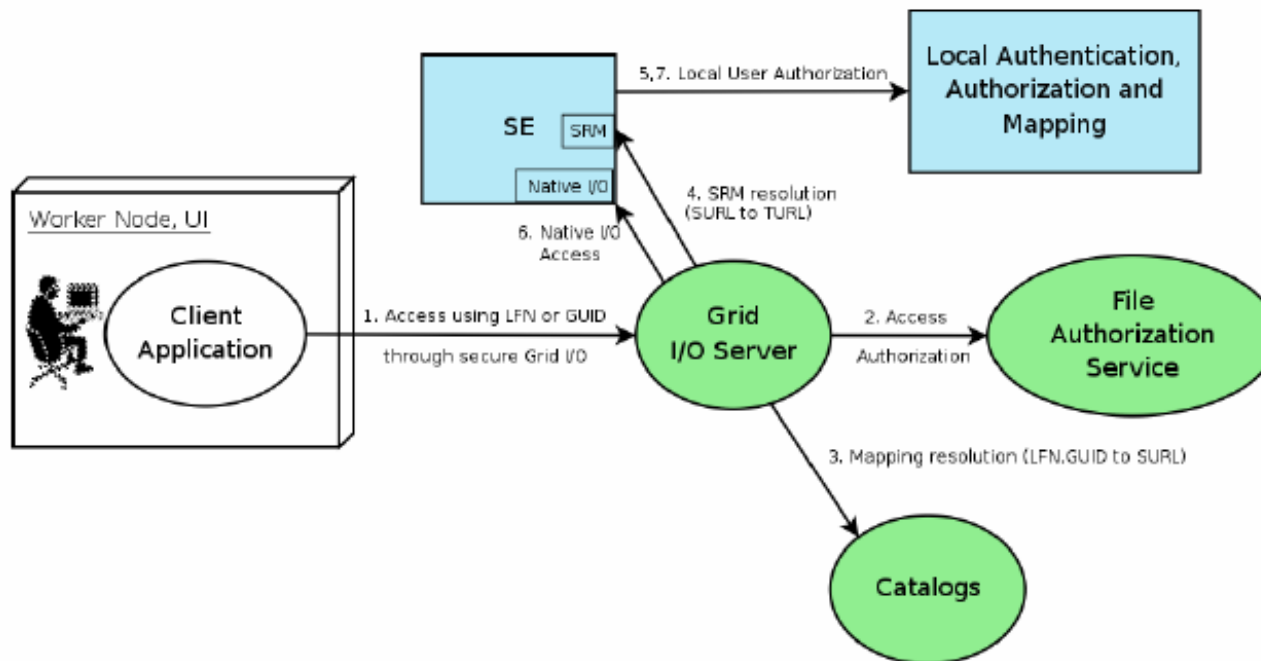 Local Authentication,
Authorization and
Mapping
5,7. Local User Authorization
SE
SRM
Native I/O
4. SRM resolution
(SURL to TURL)
6. Native I/O
Access
Worker Node, UI
Client
Application
1. Access using LFN or GUID
through secure Grid I/O
Grid
I/O Server
2. Access
Authorization
File
Authorization
Service
3. Mapping resolution (LFN.GUID to SURL)
Catalogs